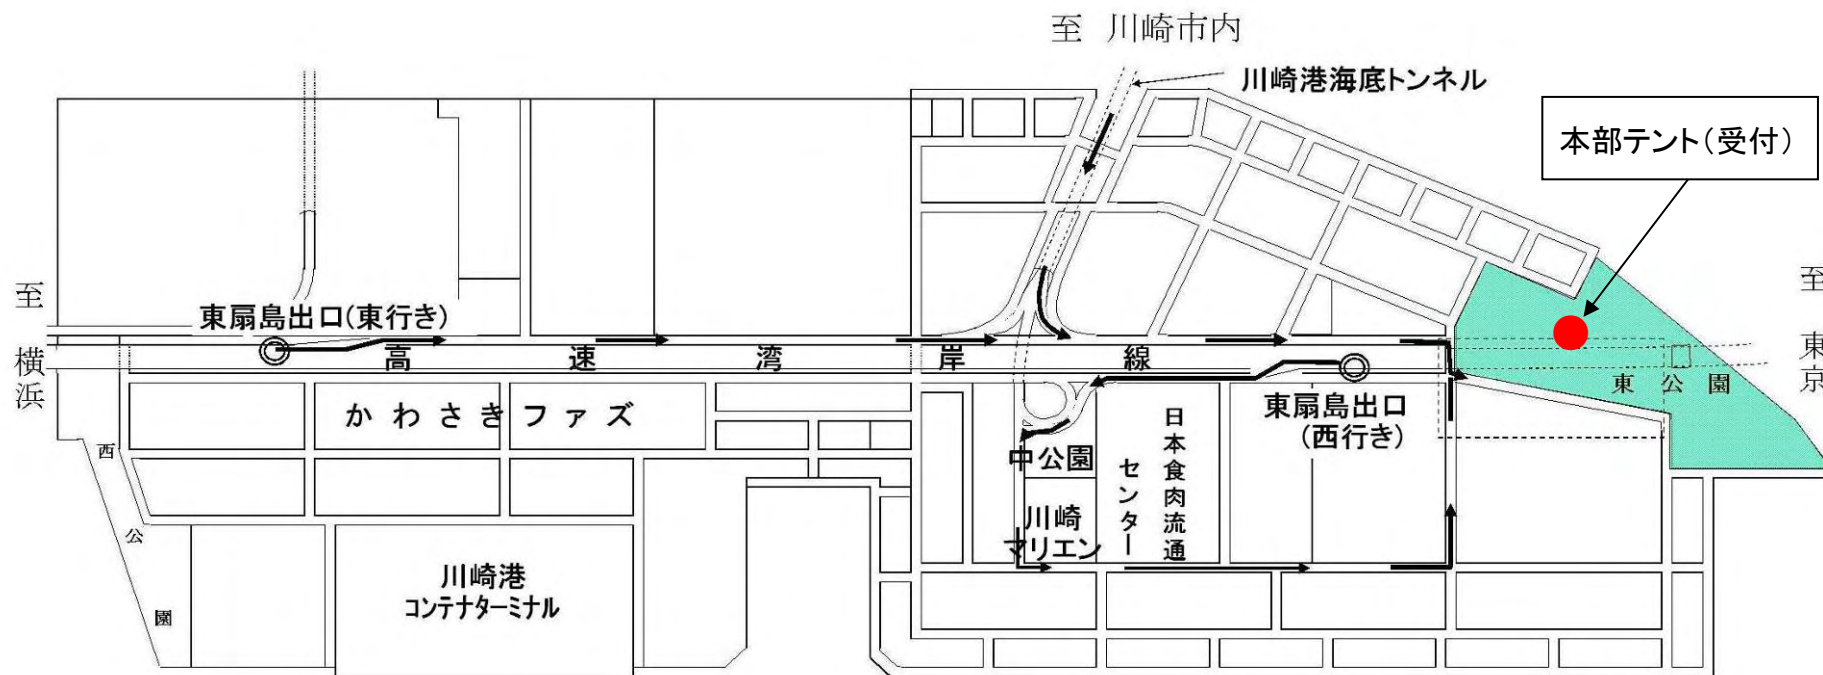 至 川崎市内
川崎港海底トンネル
本部テント(受付)
至 横浜
至 東京
東扇島出口(東行き)
高速湾岸線
かわさきファズ
東扇島出口
(西行き)
東公園
中公園
日本食肉流通
センター
川崎
マリエン
西公園
川崎港
コンテナターミナル